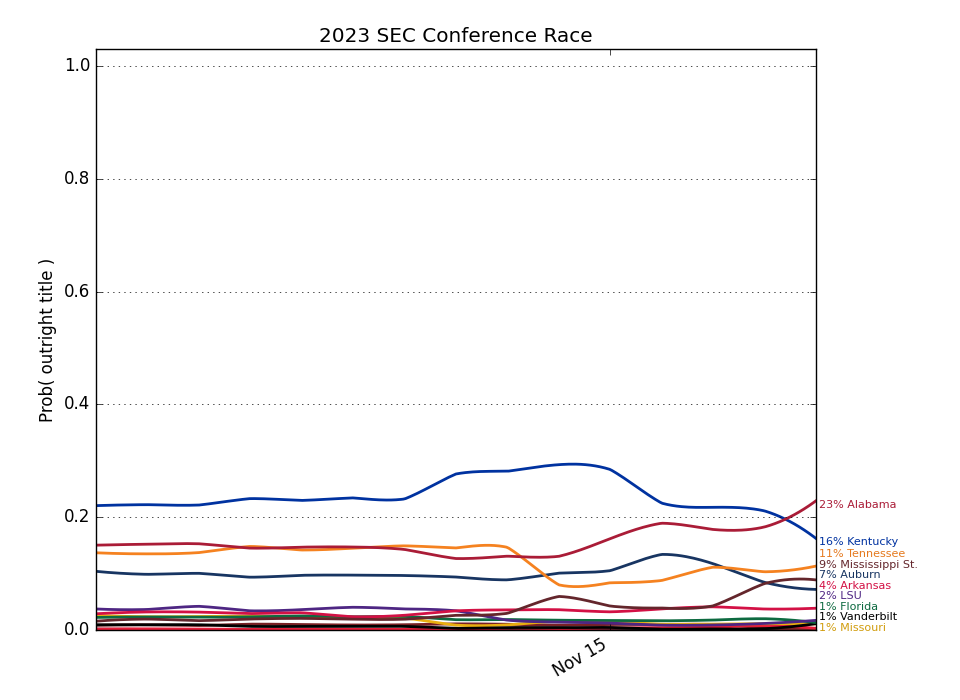 2023 SEC Conference Race
Prob( outright title )
1.0
0.8
0.6
0.4
0.2
0.0
Nov 15
23% Alabama
16% Kentucky
11% Tennessee
9% Mississippi St.
7% Auburn
4% Arkansas
2% LSU
1% Florida
1% Vanderbilt
1% Missouri